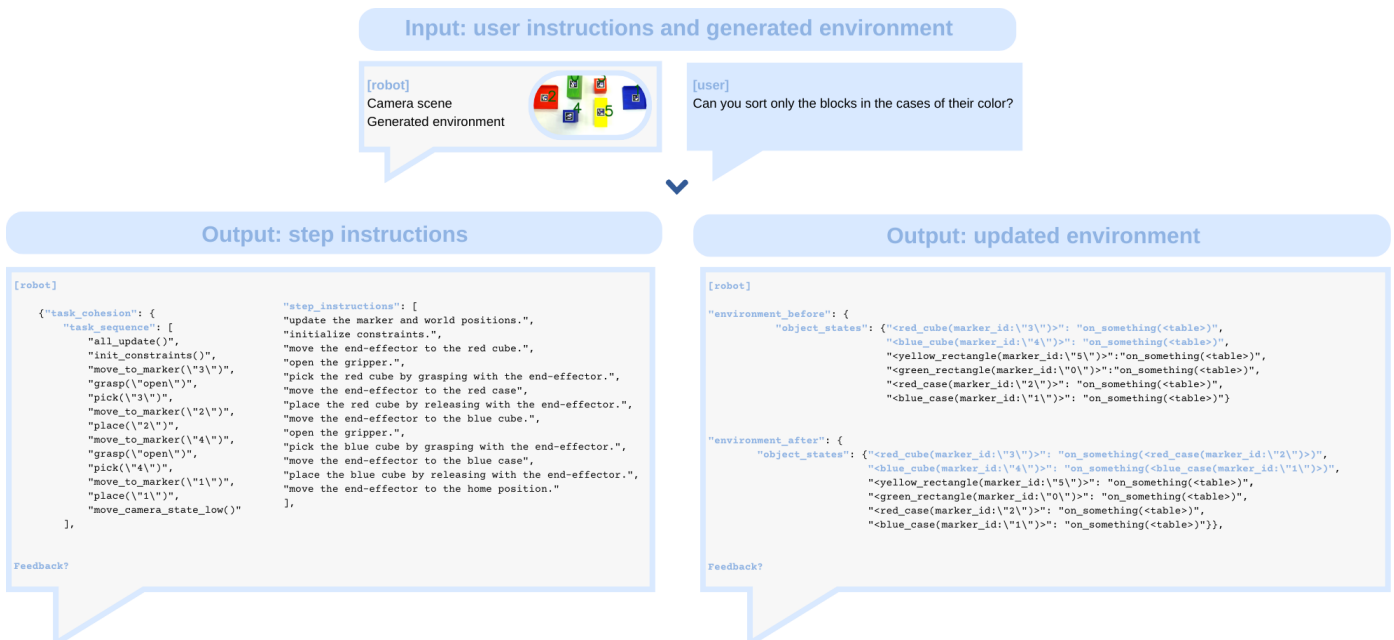 Input: user instructions and generated environment
[robot]
Camera scene
Generated environment
2
4
5
[user]
Can you sort only the blocks in the cases of their color?
Output: step instructions
[robot]
{"task_cohesion": {
"task_sequence": [
"all_update()",
"init_constraints()",
"move_to_marker(\"3\")",
"grasp(\"open\")",
"pick(\"3\")",
"move_to_marker(\"2\")",
"place(\"2\")",
"move_to_marker(\"4\")",
"grasp(\"open\")",
"pick(\"4\")",
"move_to_marker(\"1\")",
"place(\"1\")",
"move_camera_state_low()"
],
"step_instructions": [
"update the marker and world positions.",
"initialize constraints.",
"move the end-effector to the red cube.",
"open the gripper.",
"pick the red cube by grasping with the end-effector.",
"move the end-effector to the red case",
"place the red cube by releasing with the end-effector.",
"move the end-effector to the blue cube.",
"open the gripper.",
"pick the blue cube by grasping with the end-effector.",
"move the end-effector to the blue case",
"place the blue cube by releasing with the end-effector.",
"move the end-effector to the home position."
],
Feedback?
Output: updated environment
[robot]
"environment_before": {
"object_states": {"<red_cube(marker_id:\"3\")>": "on_something(<table>)",
"<blue_cube(marker_id:\"4\")>": "on_something(<table>)",
"<yellow_rectangle(marker_id:\"5\")>":"on_something(<table>)",
"<green_rectangle(marker_id:\"0\")>":"on_something(<table>)",
"<red_case(marker_id:\"2\")>": "on_something(<table>)",
"<blue_case(marker_id:\"1\")>": "on_something(<table>)"}
"environment_after": {
"object_states": {"<red_cube(marker_id:\"3\")>": "on_something(<red_case(marker_id:\"2\")>)",
"<blue_cube(marker_id:\"4\")>": "on_something(<blue_case(marker_id:\"1\")>)",
"<yellow_rectangle(marker_id:\"5\")>": "on_something(<table>)",
"<green_rectangle(marker_id:\"0\")>": "on_something(<table>)",
"<red_case(marker_id:\"2\")>": "on_something(<table>)",
"<blue_case(marker_id:\"1\")>": "on_something(<table>)"}},
Feedback?